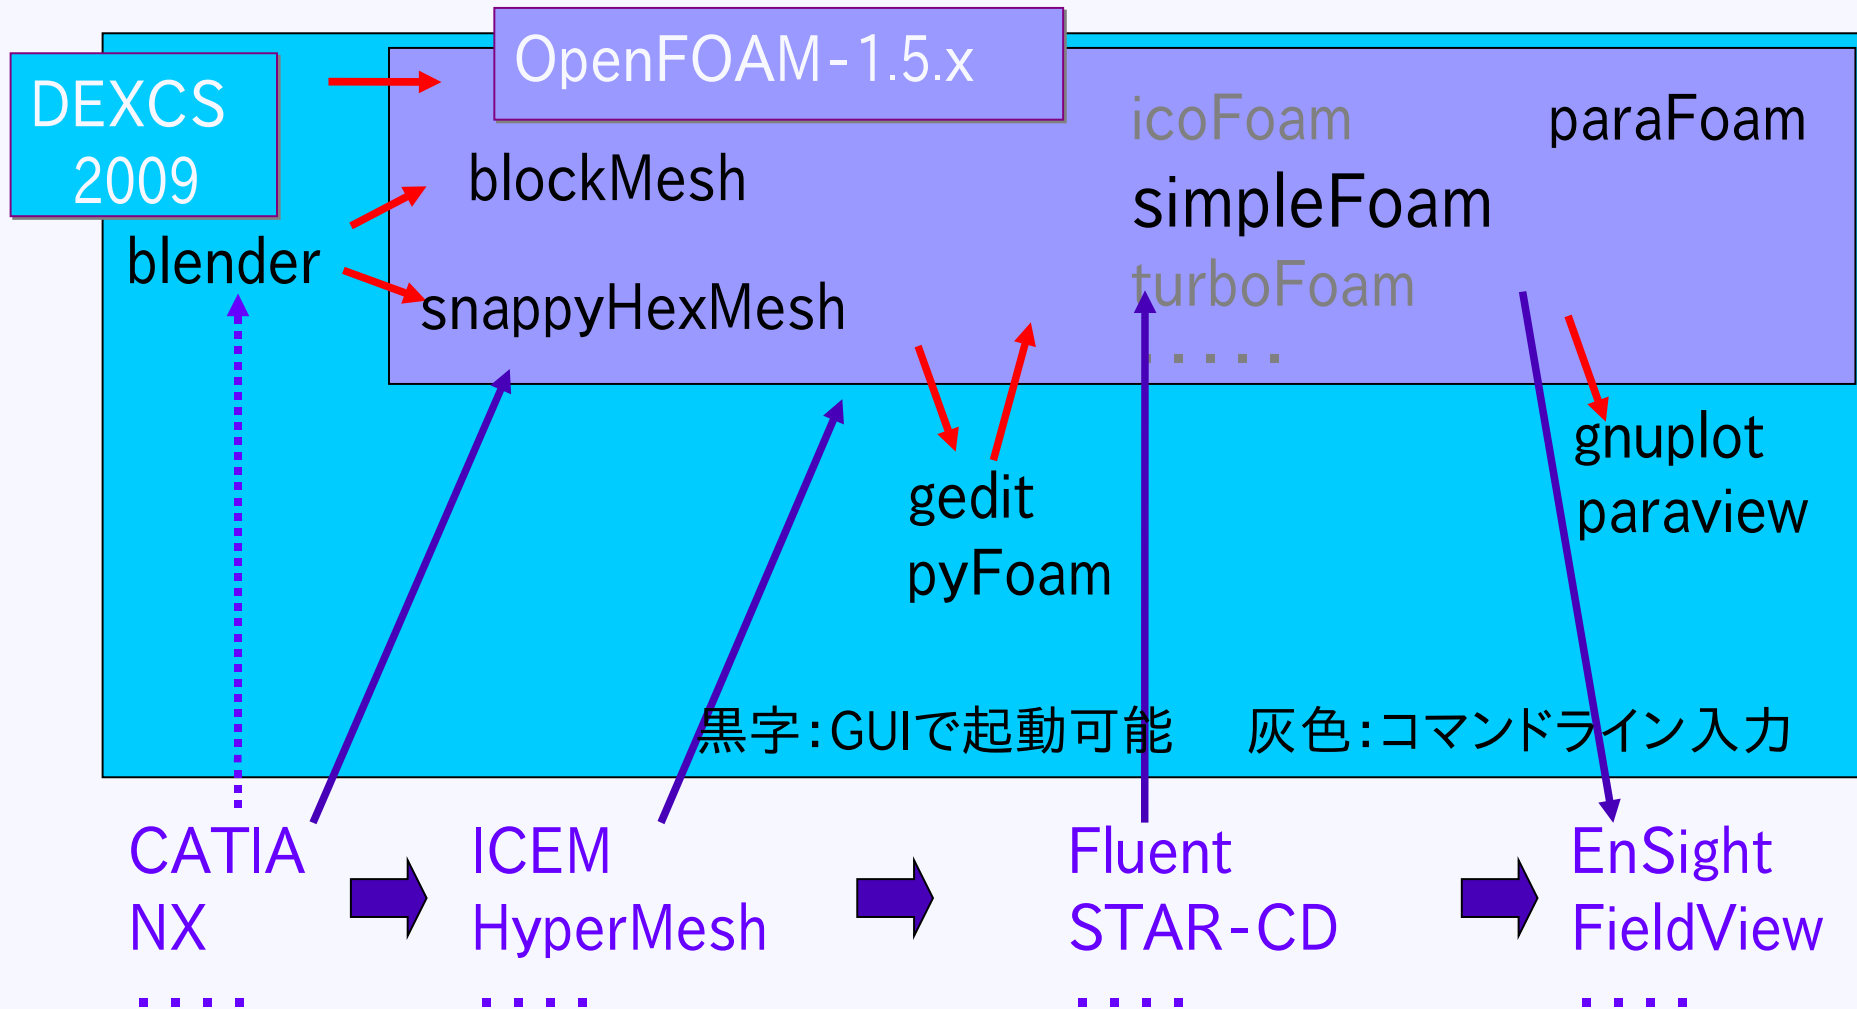 OpenFOAM-1.5.x
DEXCS
2009
blender
blockMesh
snappyHexMesh
icoFoam
simpleFoam
turboFoam
・・・・・
paraFoam
gedit
pyFoam
gnuplot
paraview
黒字：GUIで起動可能　灰色：コマンドライン入力
CATIA
NX
・・・・
ICEM
HyperMesh
・・・・
Fluent
STAR-CD
・・・・
EnSight
FieldView
・・・・